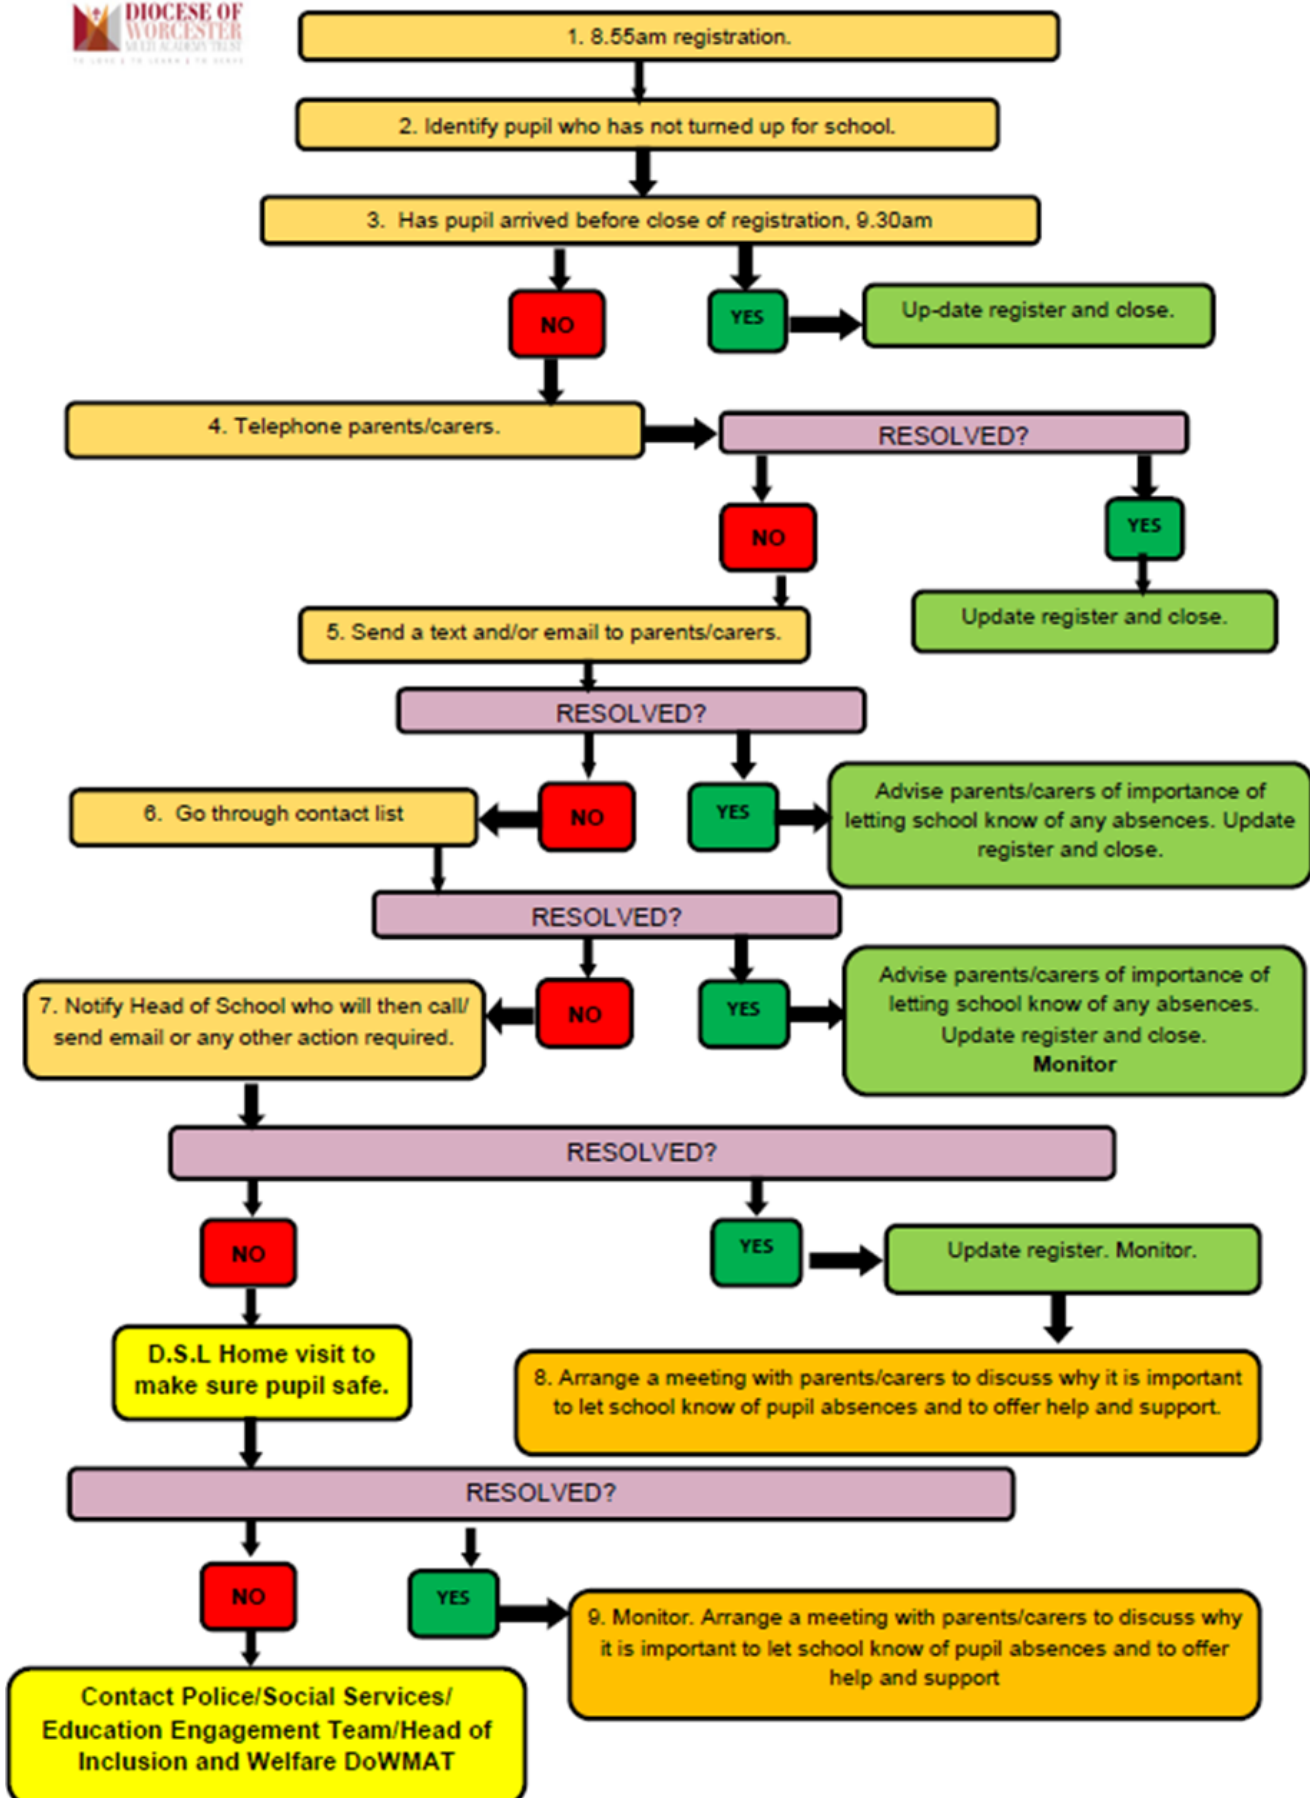 DIOCESE OF
WORCESTER
MULTI ACADEMY TRUST
TO LOVE | TO LEARN | TO SERVE
1. 8.55am registration.
2. Identify pupil who has not turned up for school.
3. Has pupil arrived before close of registration, 9.30am
NO
YES
Up-date register and close.
4. Telephone parents/carers.
RESOLVED?
NO
YES
Update register and close.
5. Send a text and/or email to parents/carers.
RESOLVED?
6. Go through contact list
NO
YES
Advise parents/carers of importance of
letting school know of any absences. Update
register and close.
RESOLVED?
7. Notify Head of School who will then call/
send email or any other action required.
NO
YES
Advise parents/carers of importance of
letting school know of any absences.
Update register and close.
Monitor
RESOLVED?
NO
YES
Update register. Monitor.
D.S.L Home visit to
make sure pupil safe.
8. Arrange a meeting with parents/carers to discuss why it is important
to let school know of pupil absences and to offer help and support.
RESOLVED?
NO
YES
9. Monitor. Arrange a meeting with parents/carers to discuss why
it is important to let school know of pupil absences and to offer
help and support
Contact Police/Social Services/
Education Engagement Team/Head of
Inclusion and Welfare DoWMAT